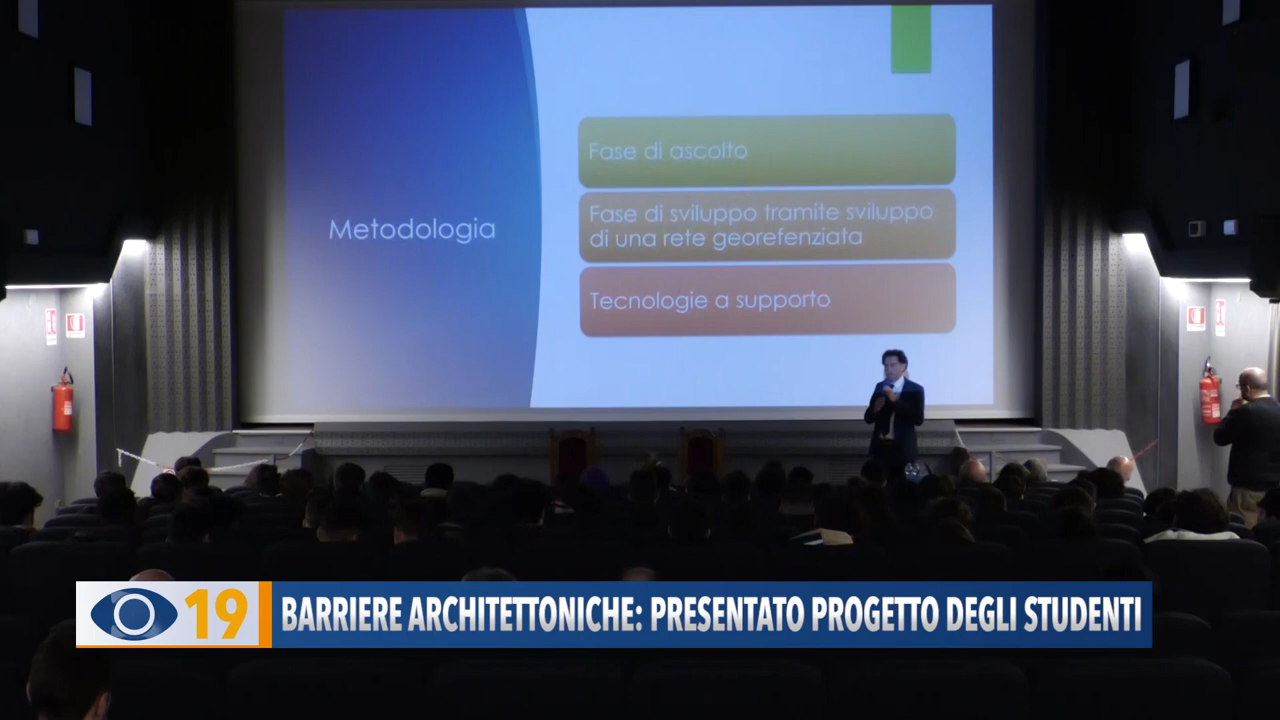 Metodologia
Fase di ascolto
Fase di sviluppo tramite sviluppo
di una rete georefenziata
Tecnologie a supporto
19 BARRIERE ARCHITETTONICHE: PRESENTATO PROGETTO DEGLI STUDENTI